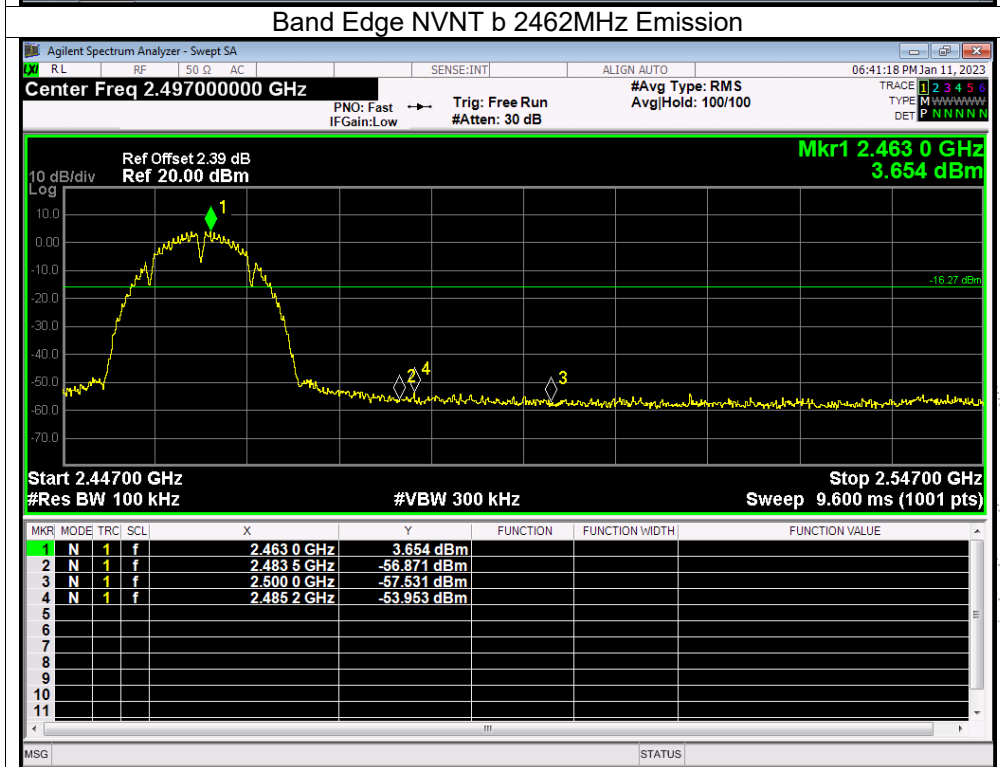 Band Edge NVNT b 2462MHz Emission
Agilent Spectrum Analyzer - Swept SA
LXI RL RF 50 Ω AC SENSE:INT ALIGN AUTO 06:41:18 PM Jan 11, 2023
Center Freq 2.497000000 GHz #Avg Type: RMS TRACE 1 2 3 4 5 6
PNO: Fast Trig: Free Run Avg|Hold: 100/100 TYPE M WWWWW
IFGain:Low #Atten: 30 dB DET P N N N N N
Mkr1 2.463 0 GHz
Ref Offset 2.39 dB
10 dB/div Ref 20.00 dBm 3.654 dBm
Log
1
10.0
0.00
-10.0
-16.27 dBm
-20.0
-30.0
-40.0
2 4 3
-50.0
-60.0
-70.0
Start 2.44700 GHz Stop 2.54700 GHz
#Res BW 100 kHz #VBW 300 kHz Sweep 9.600 ms (1001 pts)
MKR MODE TRC SCL X Y FUNCTION FUNCTION WIDTH FUNCTION VALUE
1 N 1 f 2.463 0 GHz 3.654 dBm
2 N 1 f 2.483 5 GHz -56.871 dBm
3 N 1 f 2.500 0 GHz -57.531 dBm
4 N 1 f 2.485 2 GHz -53.953 dBm
5
6
7
8
9
10
11
MSG STATUS